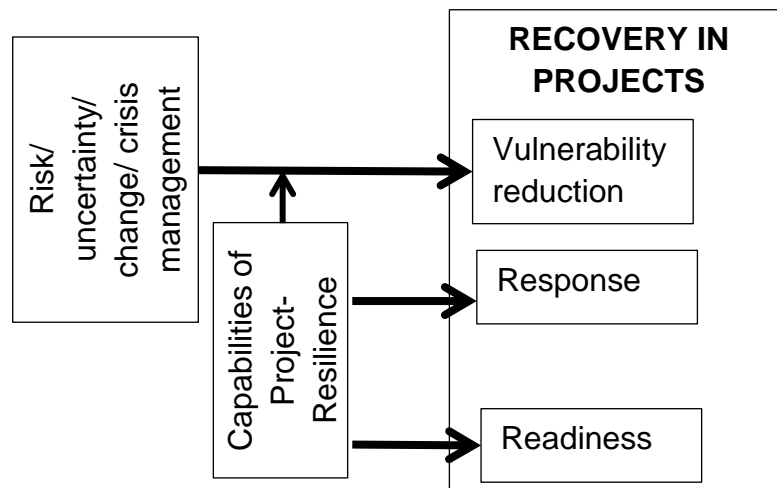 Risk/
uncertainty/
change/ crisis
management
Capabilities of
Project-
Resilience
RECOVERY IN
PROJECTS
Vulnerability
reduction
Response
Readiness